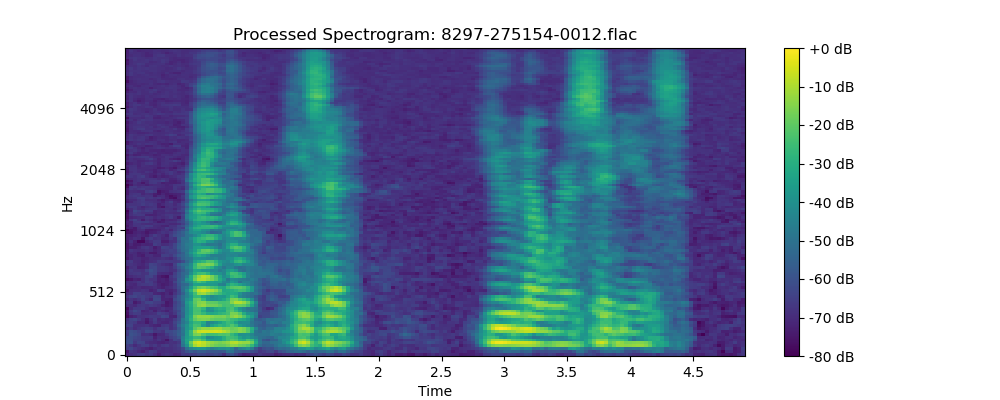 Processed Spectrogram: 8297-275154-0012.flac
Hz
4096
2048
1024
512
0
0
0.5
1
1.5
2
2.5
3
3.5
4
4.5
Time
+0 dB
-10 dB
-20 dB
-30 dB
-40 dB
-50 dB
-60 dB
-70 dB
-80 dB